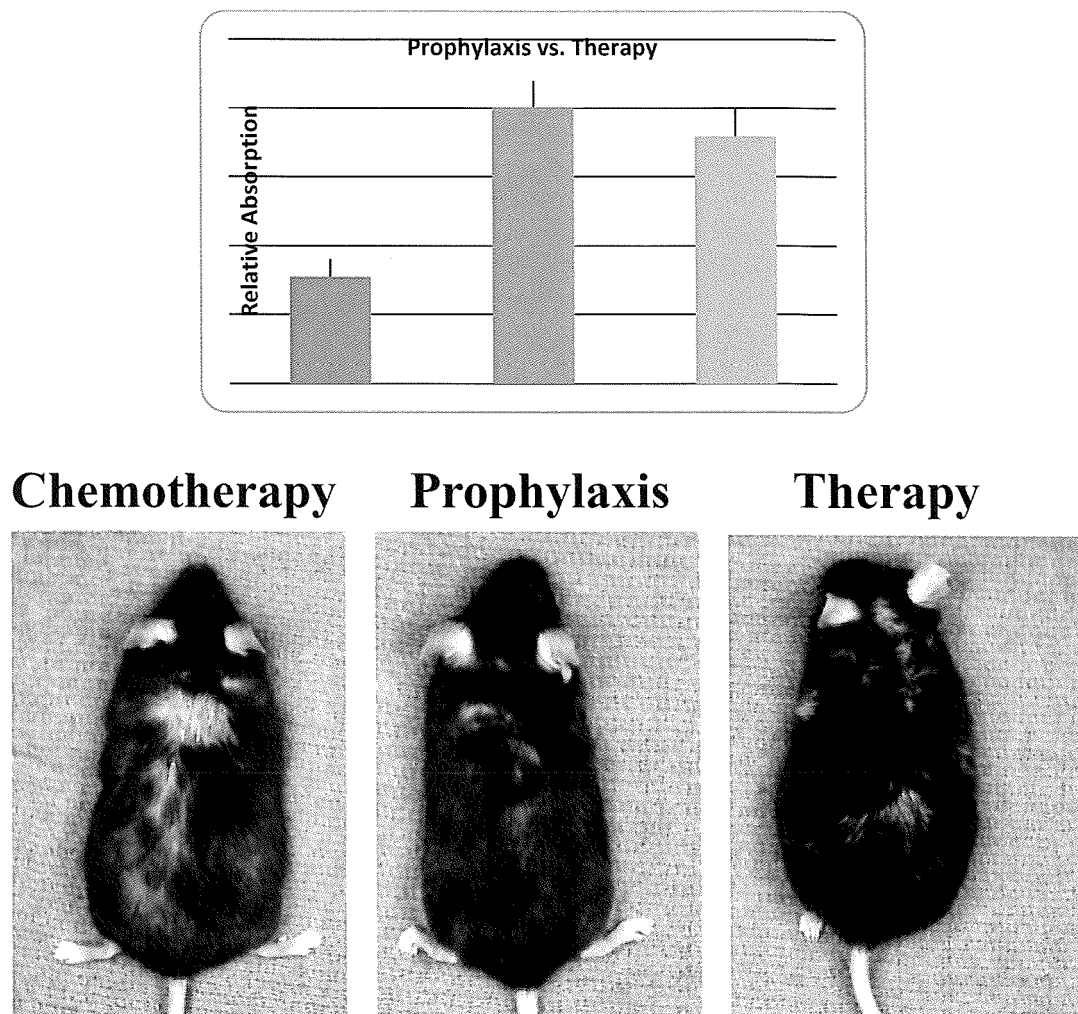 Prophylaxis vs. Therapy
Relative Absorption
Chemotherapy
Prophylaxis
Therapy